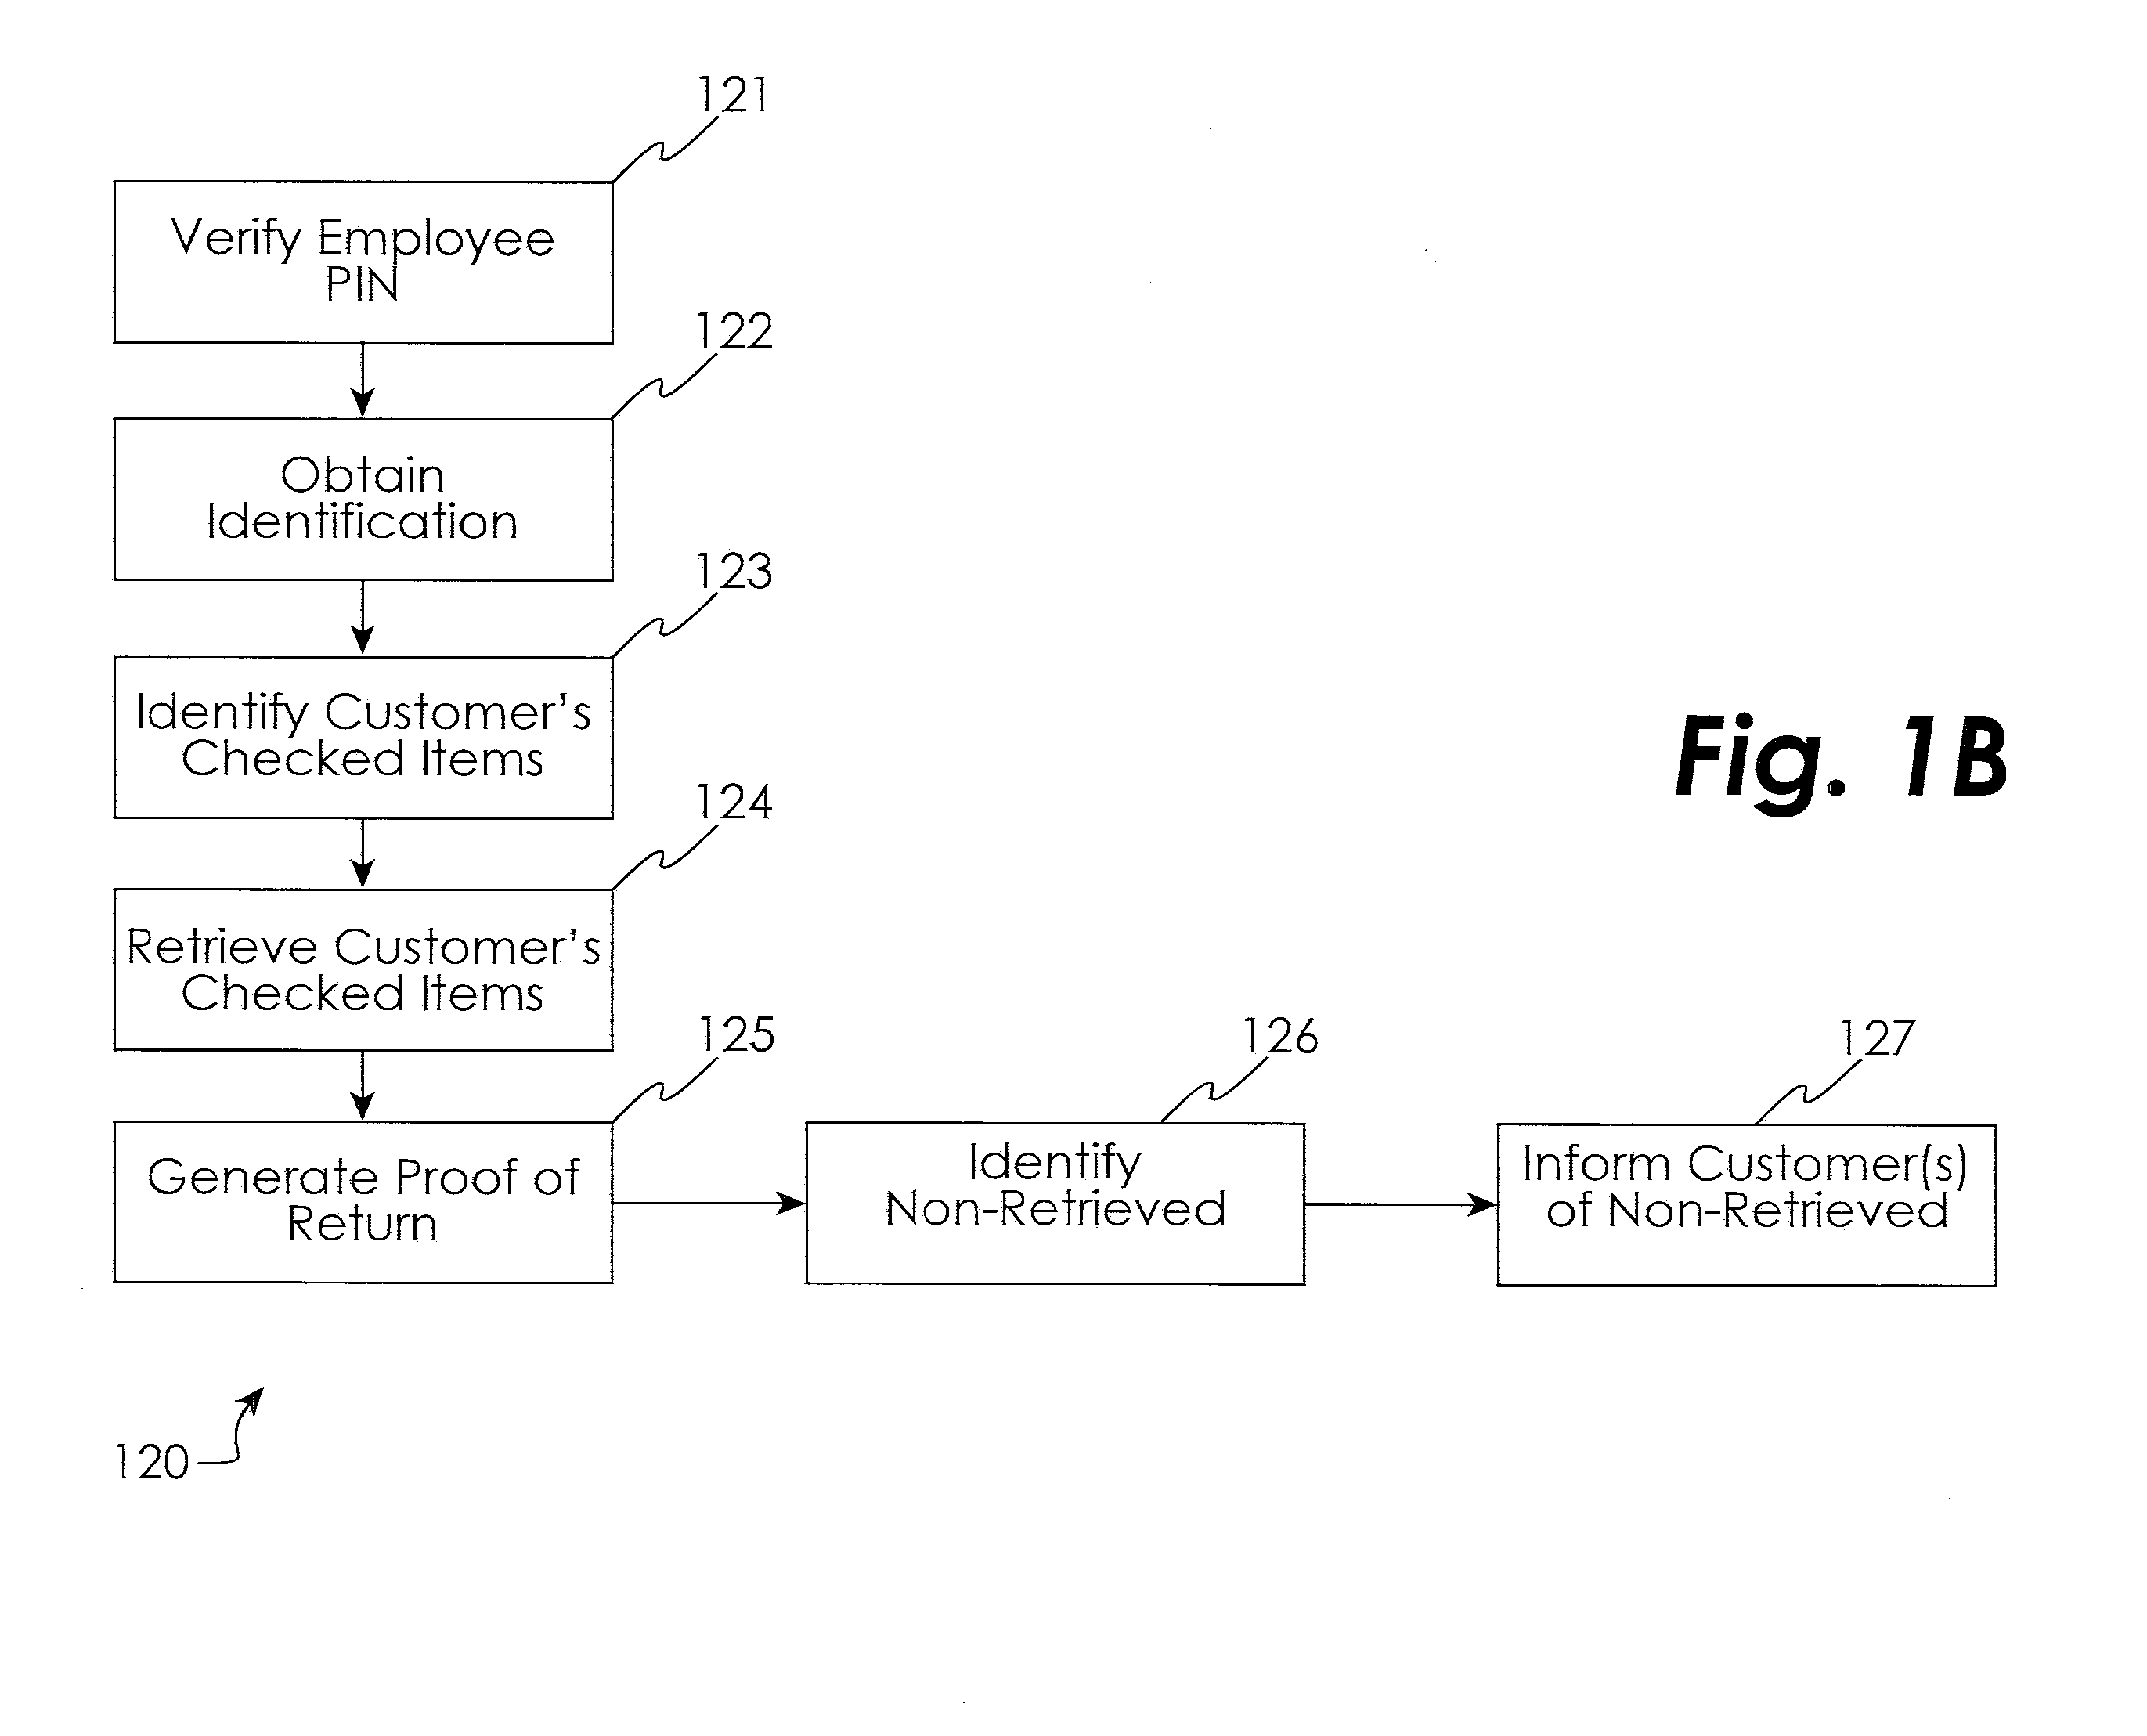 121
Verify Employee
PIN
122
Obtain
Identification
123
Identify Customer's
Checked Items
124
Retrieve Customer's
Checked Items
125
Generate Proof of
Return
126
Identify
Non-Retrieved
127
Inform Customer(s)
of Non-Retrieved
120
Fig. 1B